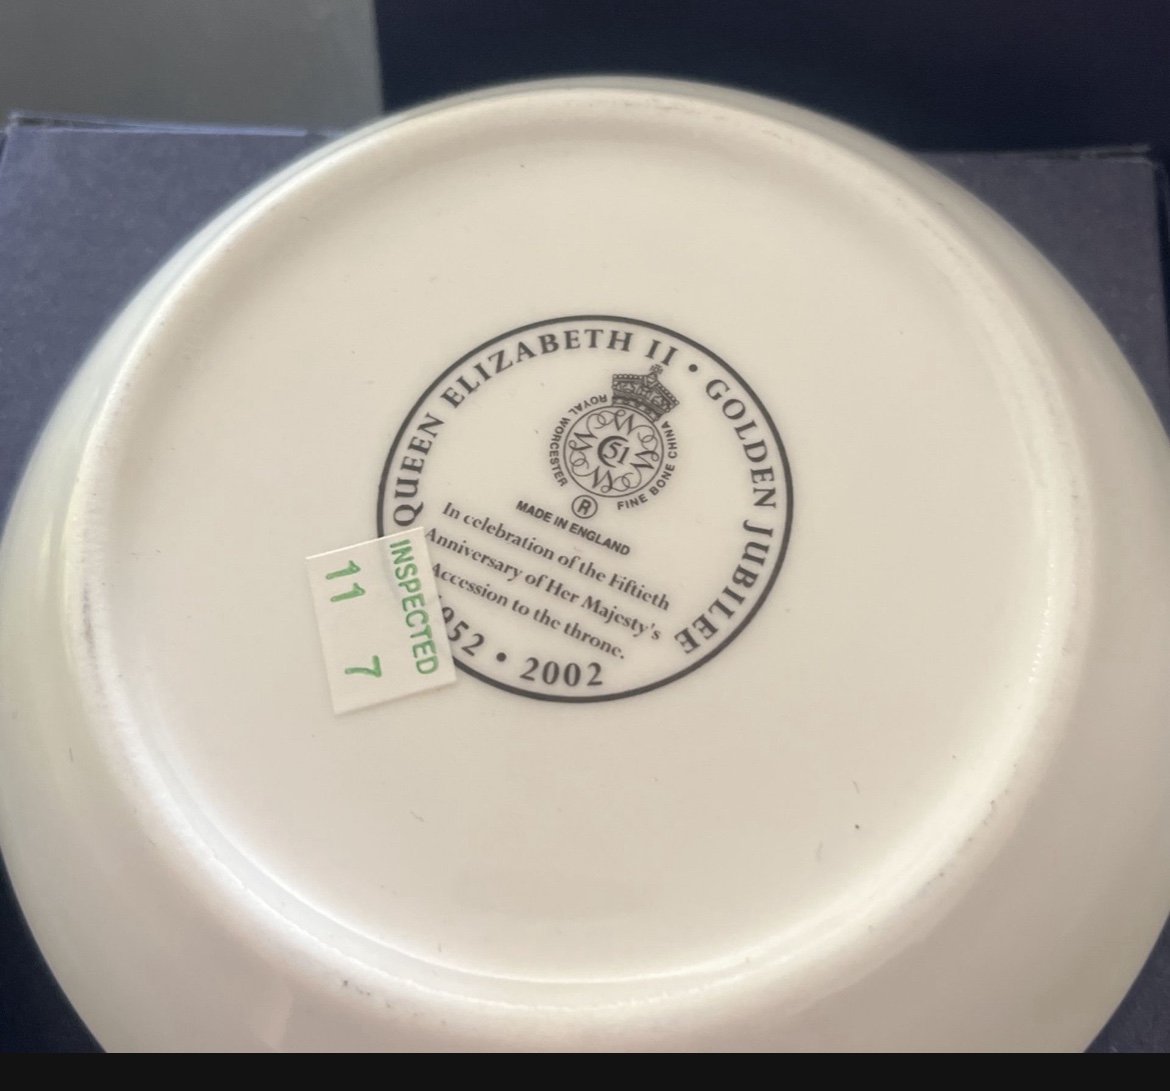 QUEEN ELIZABETH II • GOLDEN JUBILEE
ROYAL WORCESTER
51
FINE BONE CHINA
®
MADE IN ENGLAND
In celebration of the Fiftieth
Anniversary of Her Majesty's
Accession to the throne.
952 • 2002
INSPECTED
11 7